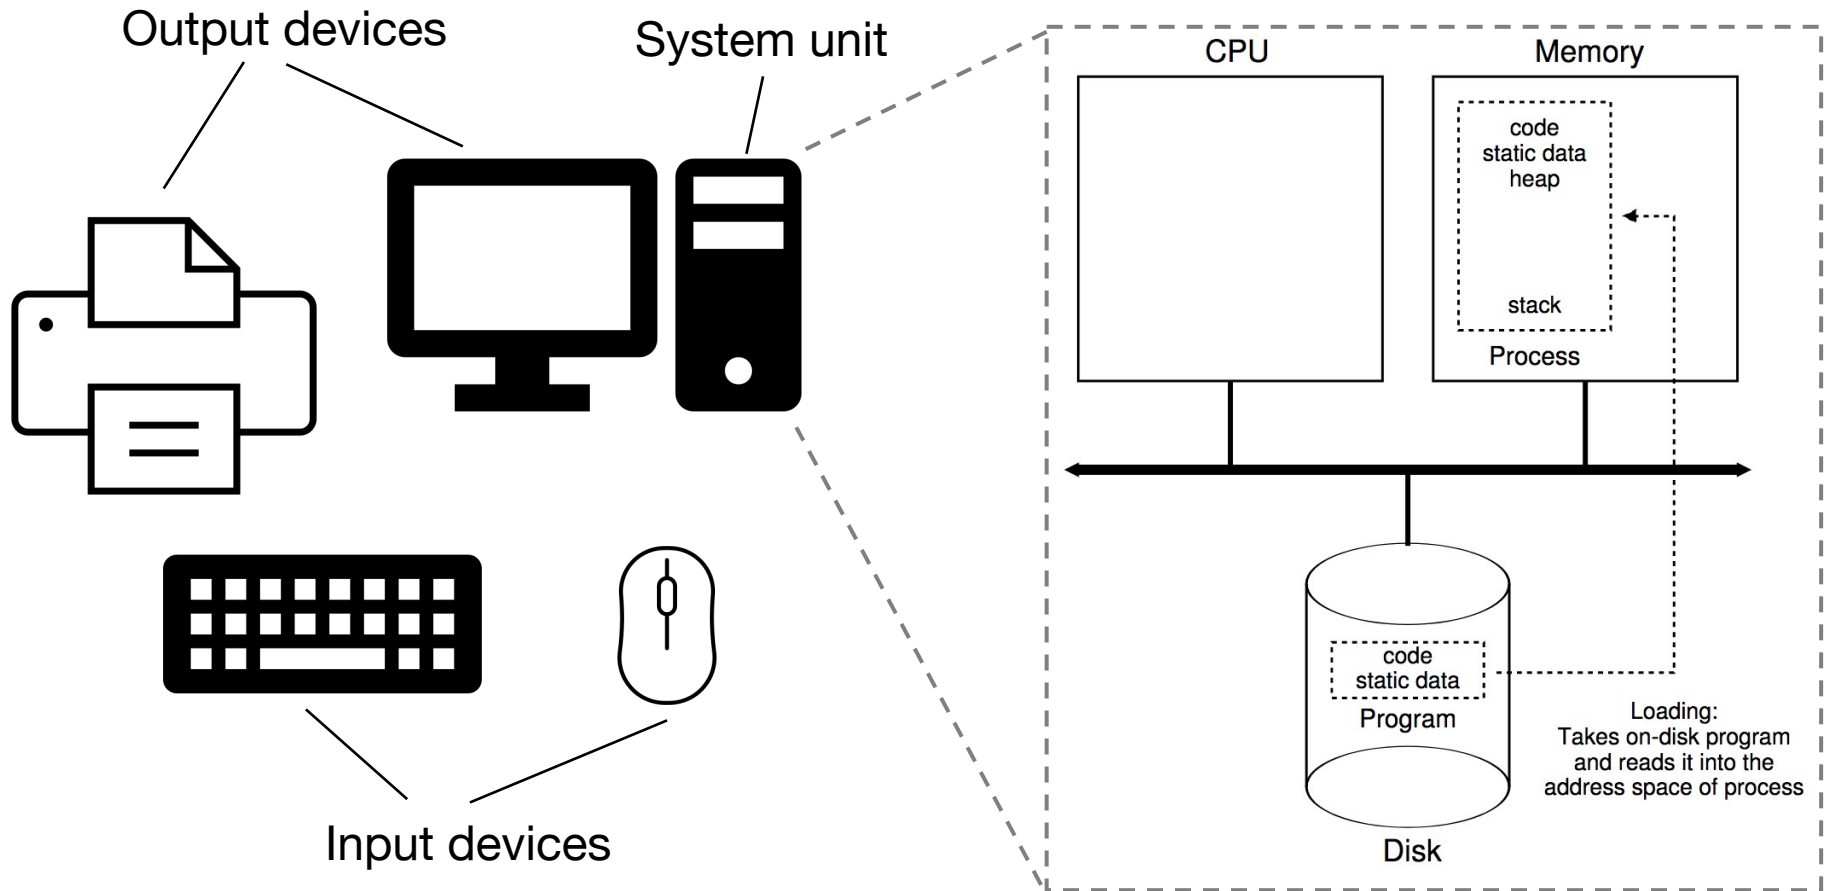 Output devices
System unit
Input devices
CPU
Memory
code
static data
heap
stack
Process
code
static data
Program
Loading:
Takes on-disk program
and reads it into the
address space of process
Disk